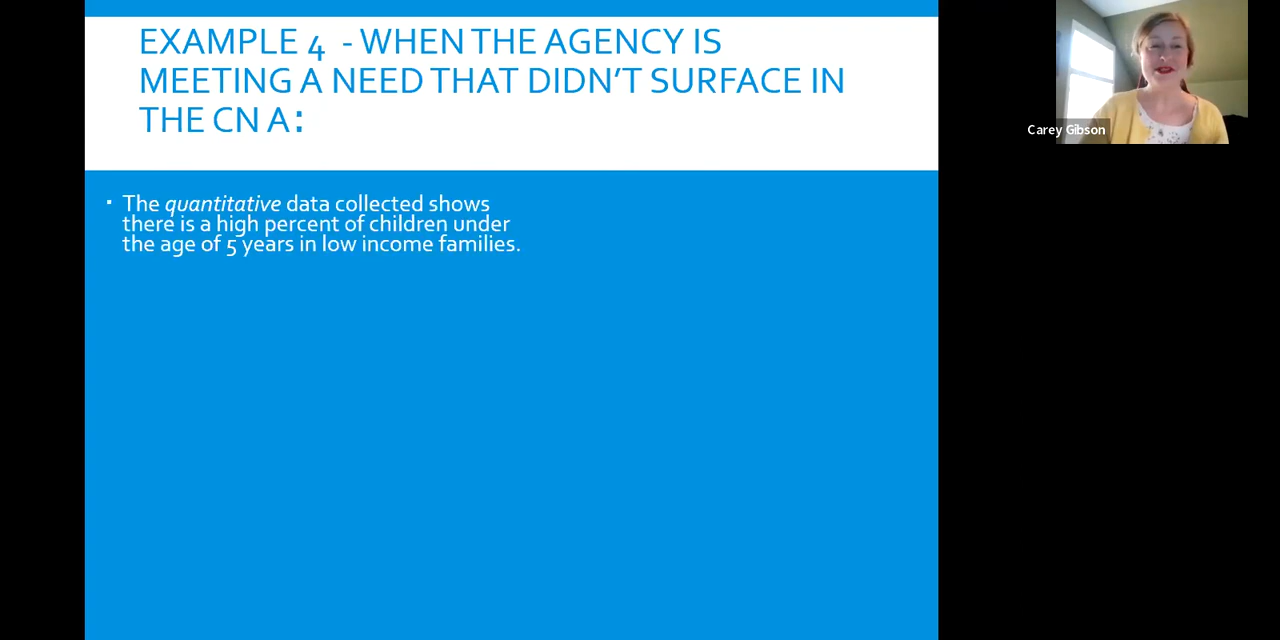 EXAMPLE 4 - WHEN THE AGENCY IS
MEETING A NEED THAT DIDN’T SURFACE IN
THE CN A:
▪ The quantitative data collected shows
there is a high percent of children under
the age of 5 years in low income families.
Carey Gibson